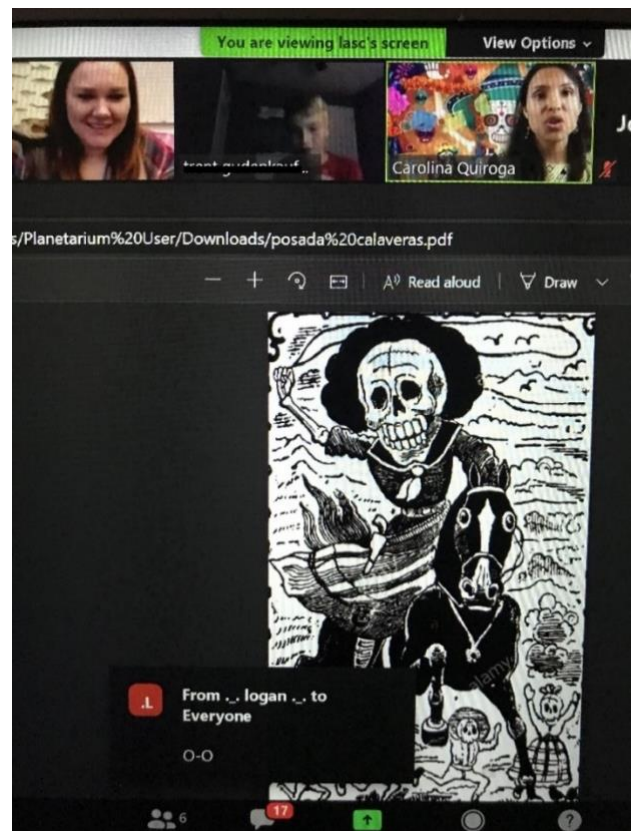 You are viewing lasc's screen
View Options
Carolina Quiroga
s/Planetarium%20User/Downloads/posada%20calaveras.pdf
Read aloud
Draw
alamy
.L
From ._. logan ._. to
Everyone
O-O
6
17
?